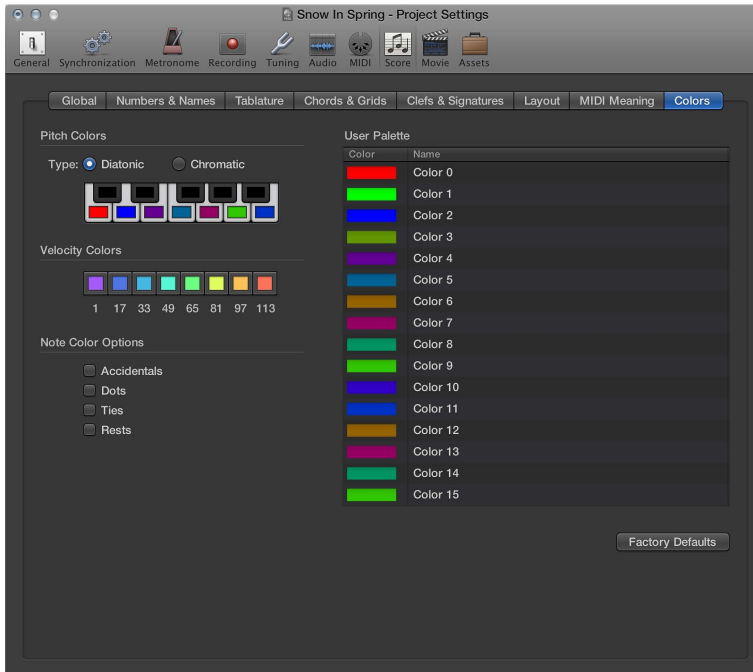 Snow In Spring - Project Settings
General Synchronization Metronome Recording Tuning Audio MIDI Score Movie Assets
Global Numbers & Names Tablature Chords & Grids Clefs & Signatures Layout MIDI Meaning Colors
Pitch Colors
Type: Diatonic Chromatic
Velocity Colors
1 17 33 49 65 81 97 113
Note Color Options
Accidentals
Dots
Ties
Rests
User Palette
Color Name
Color 0
Color 1
Color 2
Color 3
Color 4
Color 5
Color 6
Color 7
Color 8
Color 9
Color 10
Color 11
Color 12
Color 13
Color 14
Color 15
Factory Defaults